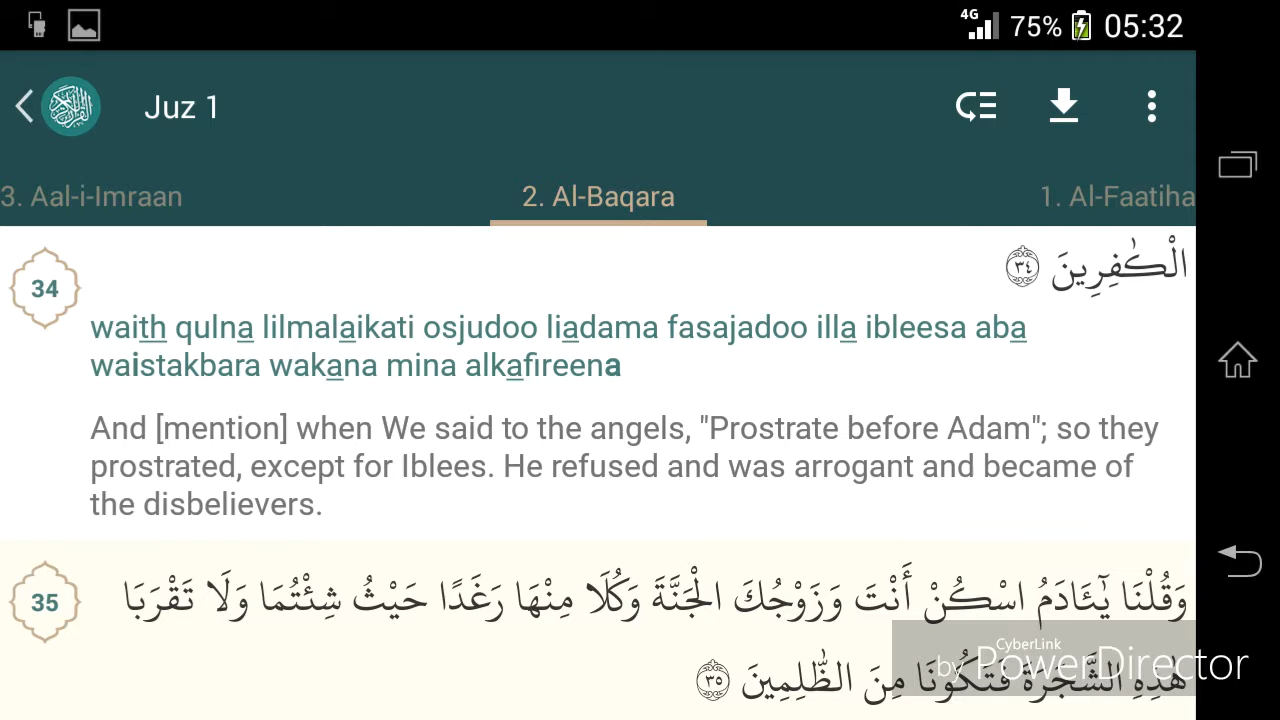 4G 75% 05:32
Juz 1
3. Aal-i-Imraan 2. Al-Baqara 1. Al-Faatiha
الْكَٰفِرِينَ ٣٤
34
waith qulna lilmalaikati osjudoo liadama fasajadoo illa ibleesa aba
waistakbara wakana mina alkafireena
And [mention] when We said to the angels, "Prostrate before Adam"; so they
prostrated, except for Iblees. He refused and was arrogant and became of
the disbelievers.
35
وَقُلْنَا يَٰٓـَٔادَمُ اسْكُنْ أَنْتَ وَزَوْجُكَ الْجَنَّةَ وَكُلَا مِنْهَا رَغَدًا حَيْثُ شِئْتُمَا وَلَا تَقْرَبَا
هَٰذِهِ الشَّجَرَةَ فَتَكُونَا مِنَ الظَّٰلِمِينَ ٣٥
CyberLink
by PowerDirector